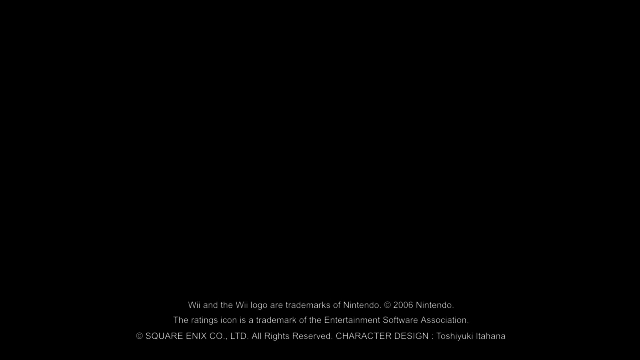 Wii and the Wii logo are trademarks of Nintendo. © 2006 Nintendo.
The ratings icon is a trademark of the Entertainment Software Association.
© SQUARE ENIX CO., LTD. All Rights Reserved. CHARACTER DESIGN : Toshiyuki Itahana